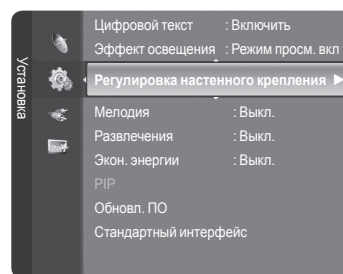 Установка
Цифровой текст : Включить
Эффект освещения : Режим просм. вкл
Регулировка настенного крепления ►
Мелодия : Выкл.
Развлечения : Выкл.
Экон. энергии : Выкл.
PIP
Обновл. ПО
Стандартный интерфейс